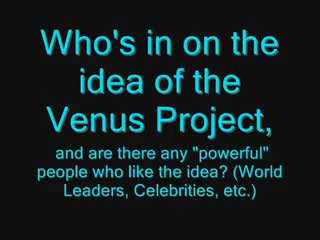 Who's in on the
idea of the
Venus Project,
and are there any "powerful"
people who like the idea? (World
Leaders, Celebrities, etc.)